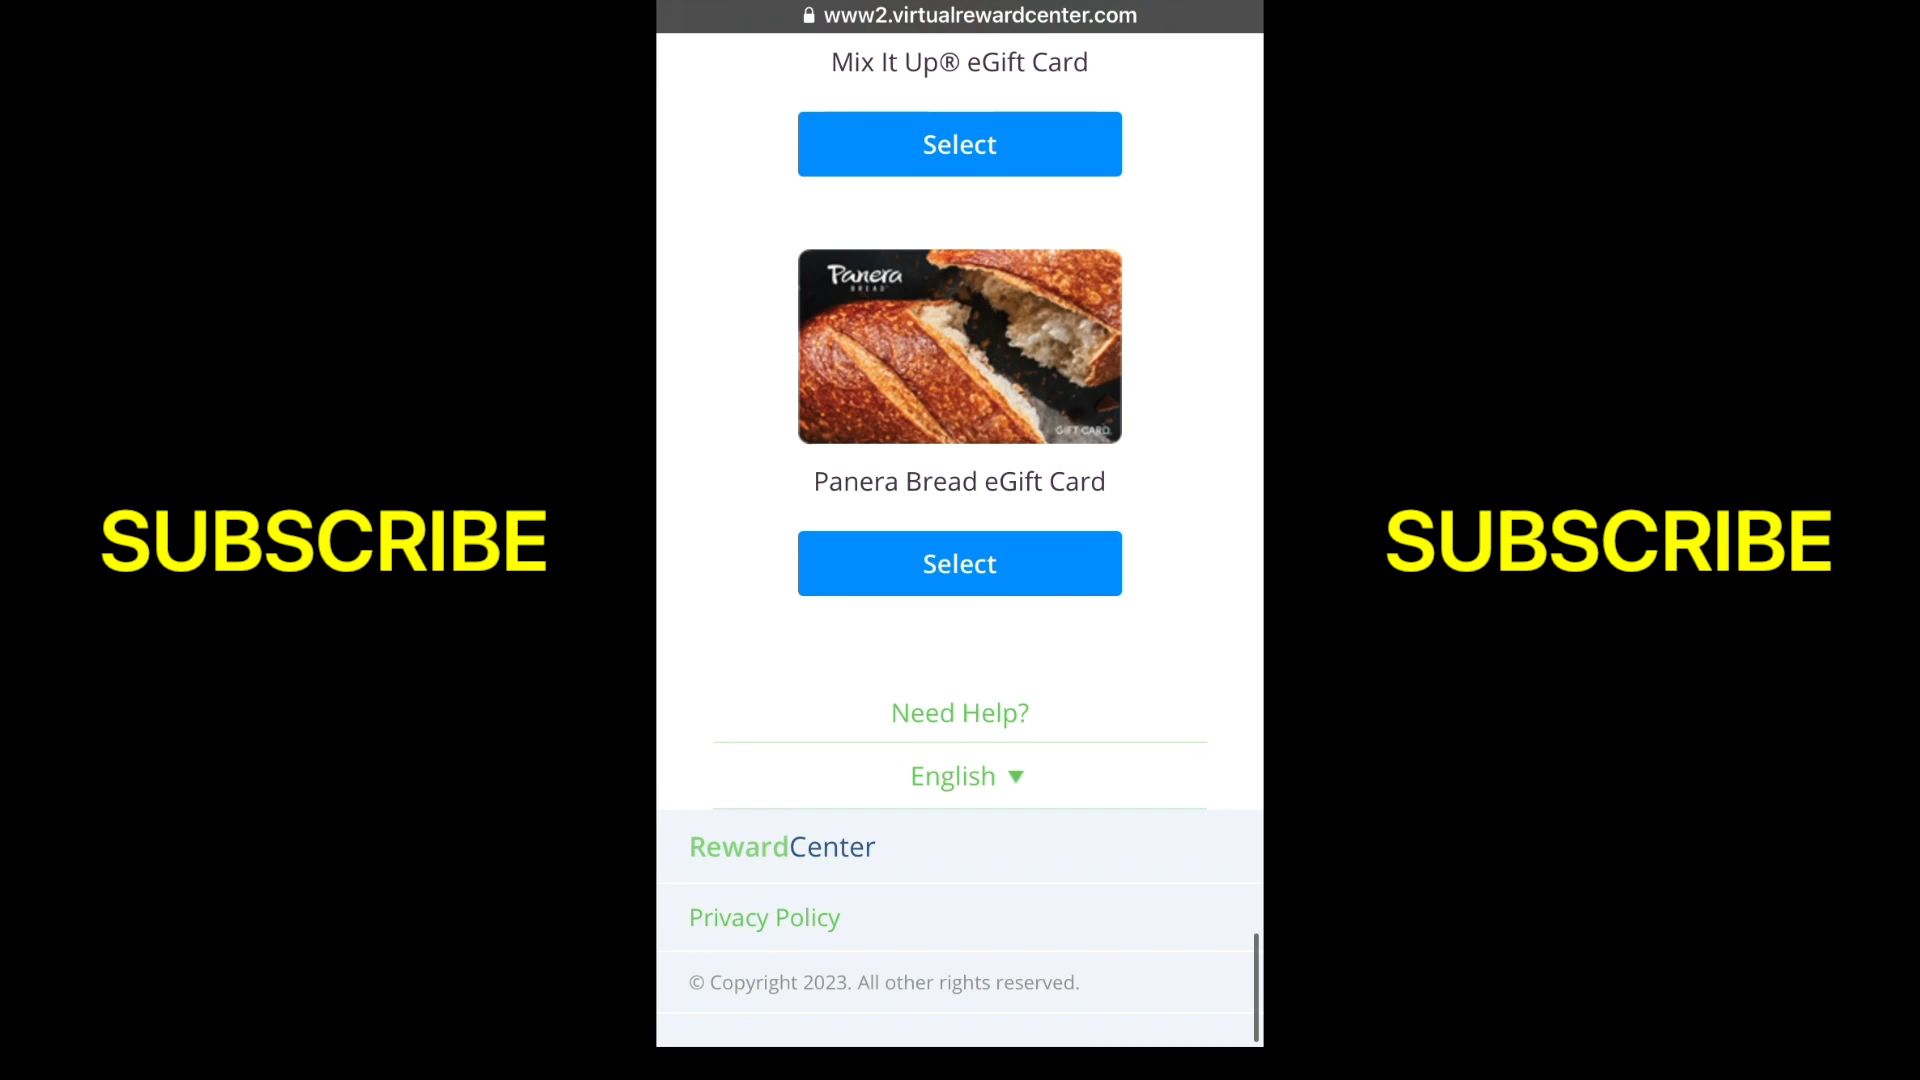 www2.virtualrewardcenter.com
Mix It Up® eGift Card
Select
Panera
BREAD
GIFT CARD
Panera Bread eGift Card
SUBSCRIBE
SUBSCRIBE
Select
Need Help?
English ▼
RewardCenter
Privacy Policy
© Copyright 2023. All other rights reserved.